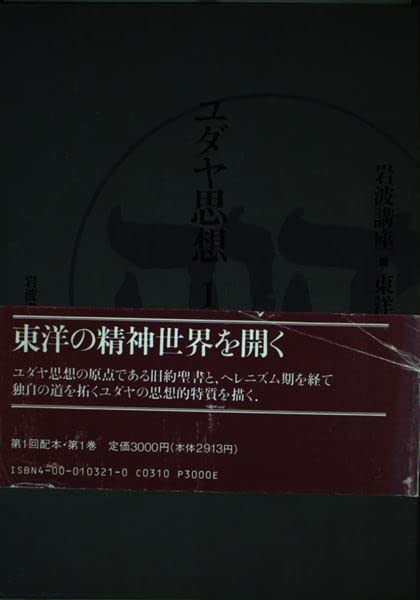 岩波講座 東洋
ユダヤ思想 1
岩波
東洋の精神世界を開く
ユダヤ思想の原点である旧約聖書と、ヘレニズム期を経て
独自の道を拓くユダヤの思想的特質を描く.
第1回配本・第1巻 定価3000円(本体2913円)
ISBN4-00-010321-0 C0310 P3000E